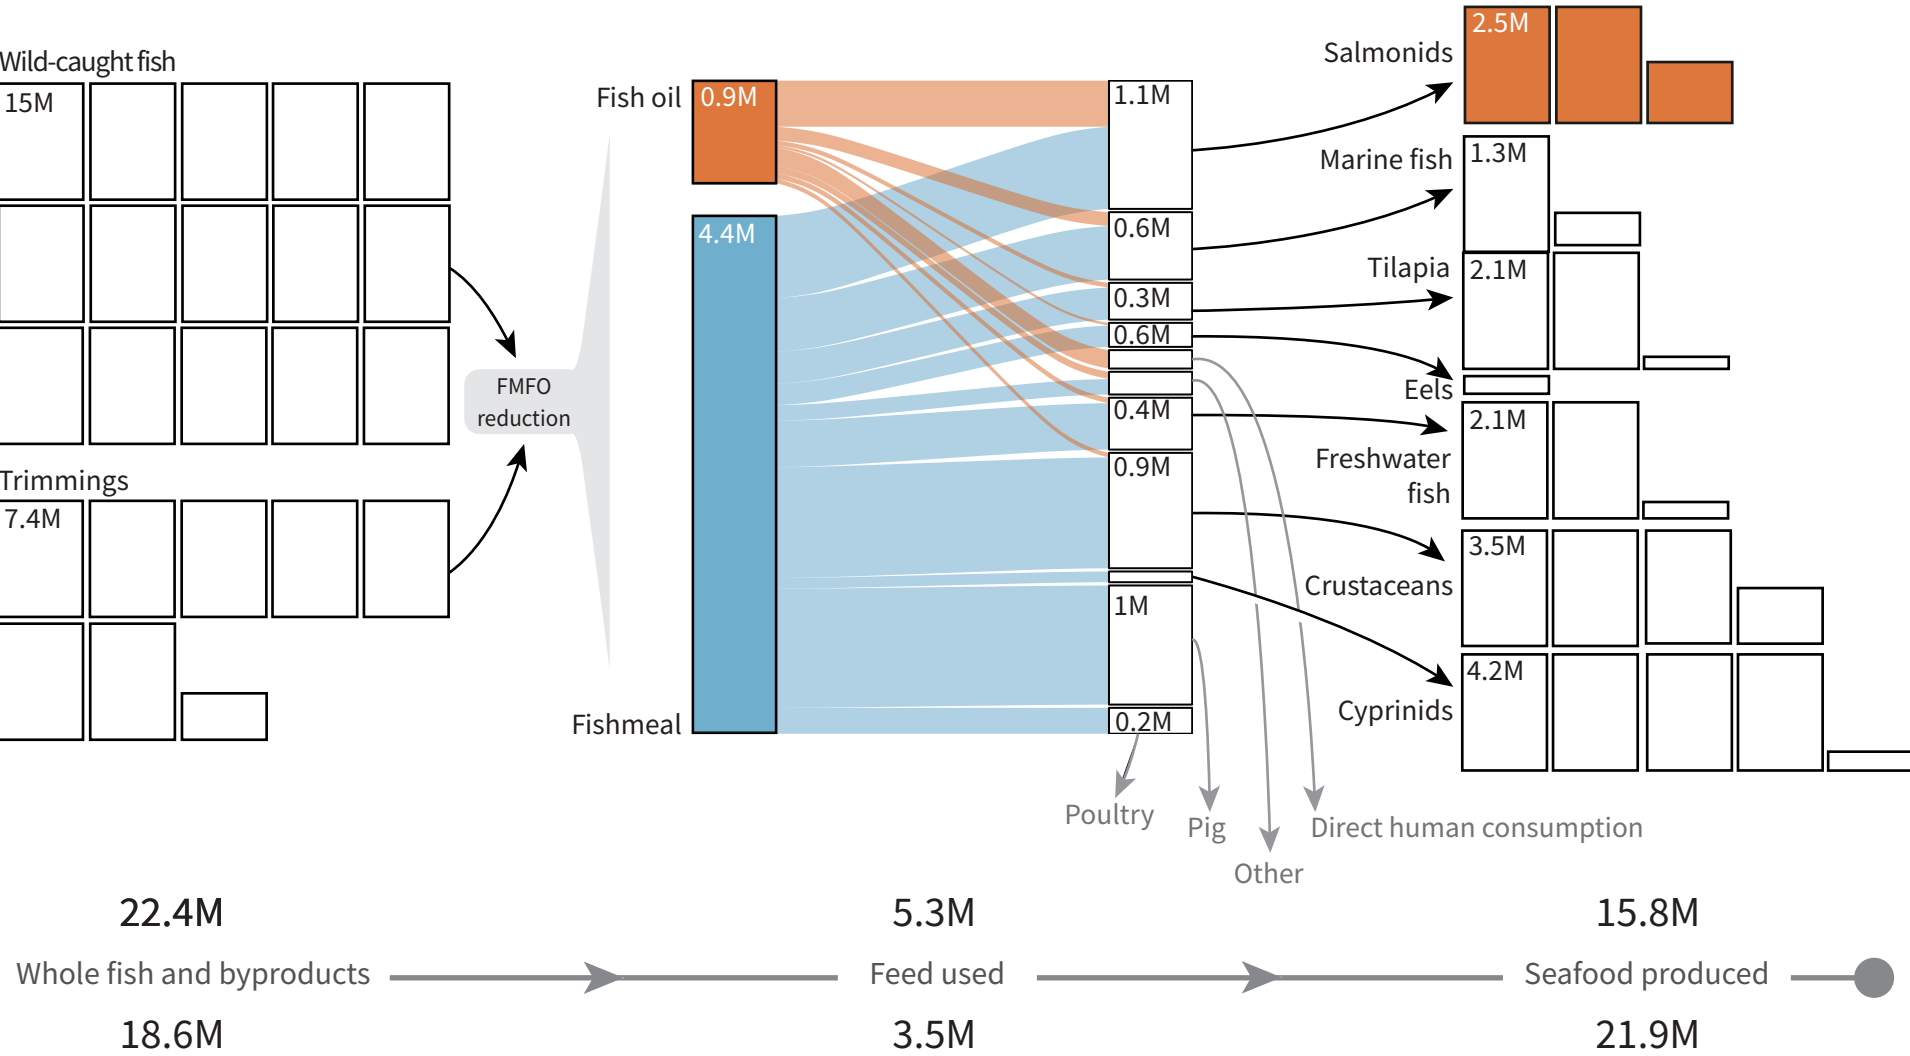 Wild-caught fish
15M
Trimmings
7.4M
FMFO
reduction
Fish oil
0.9M
4.4M
Fishmeal
1.1M
0.6M
0.3M
0.6M
0.4M
0.9M
1M
0.2M
Poultry
Pig
Other
Direct human consumption
Salmonids
2.5M
Marine fish
1.3M
Tilapia
2.1M
Eels
Freshwater
fish
2.1M
Crustaceans
3.5M
Cyprinids
4.2M
22.4M
5.3M
15.8M
Whole fish and byproducts
Feed used
Seafood produced
18.6M
3.5M
21.9M